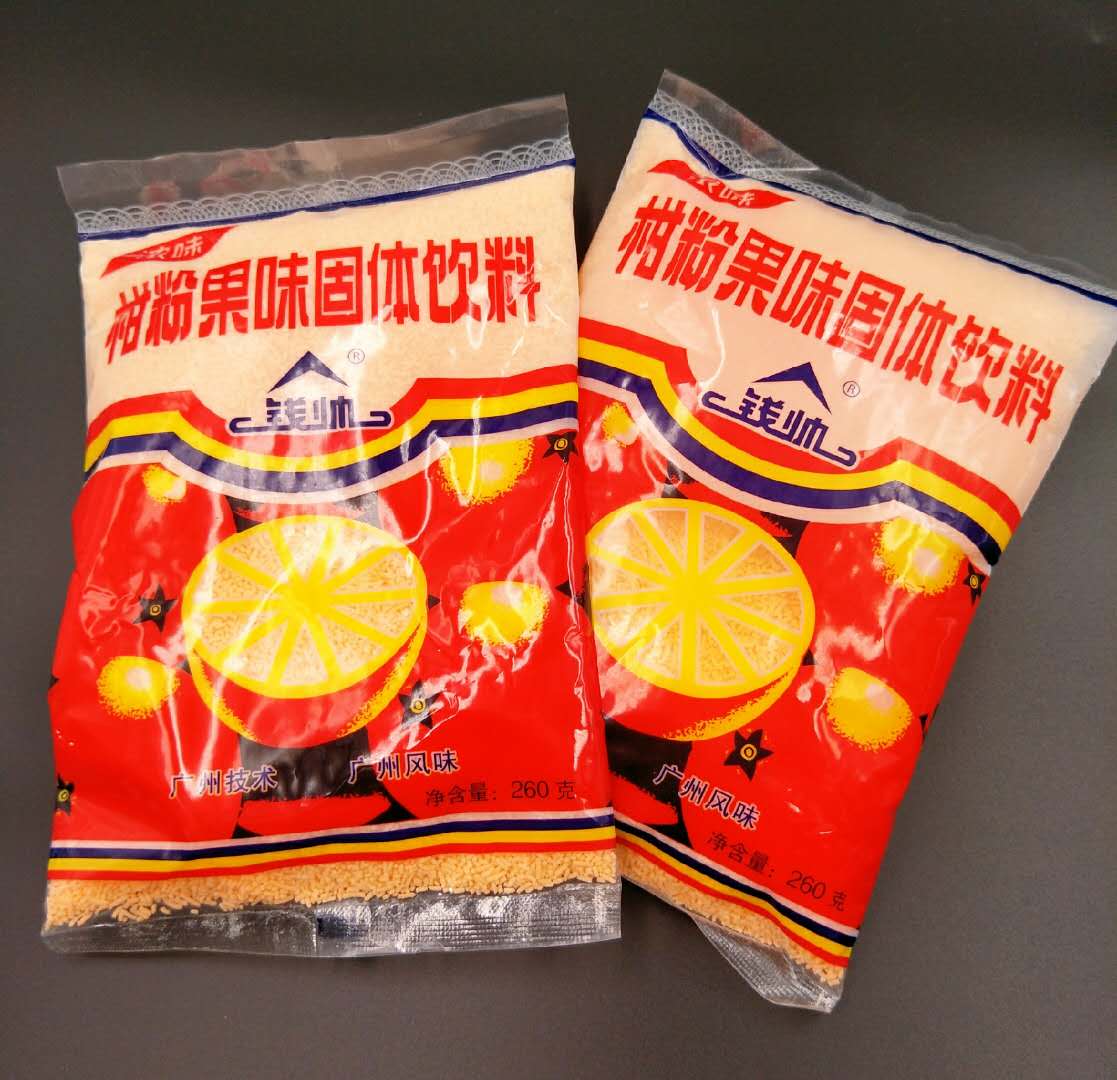 浓味
柑粉果味固体饮料
钱帅®
广州技术
广州风味
净含量：260克
浓味
柑粉果味固体饮料
钱帅®
广州风味
净含量：260克